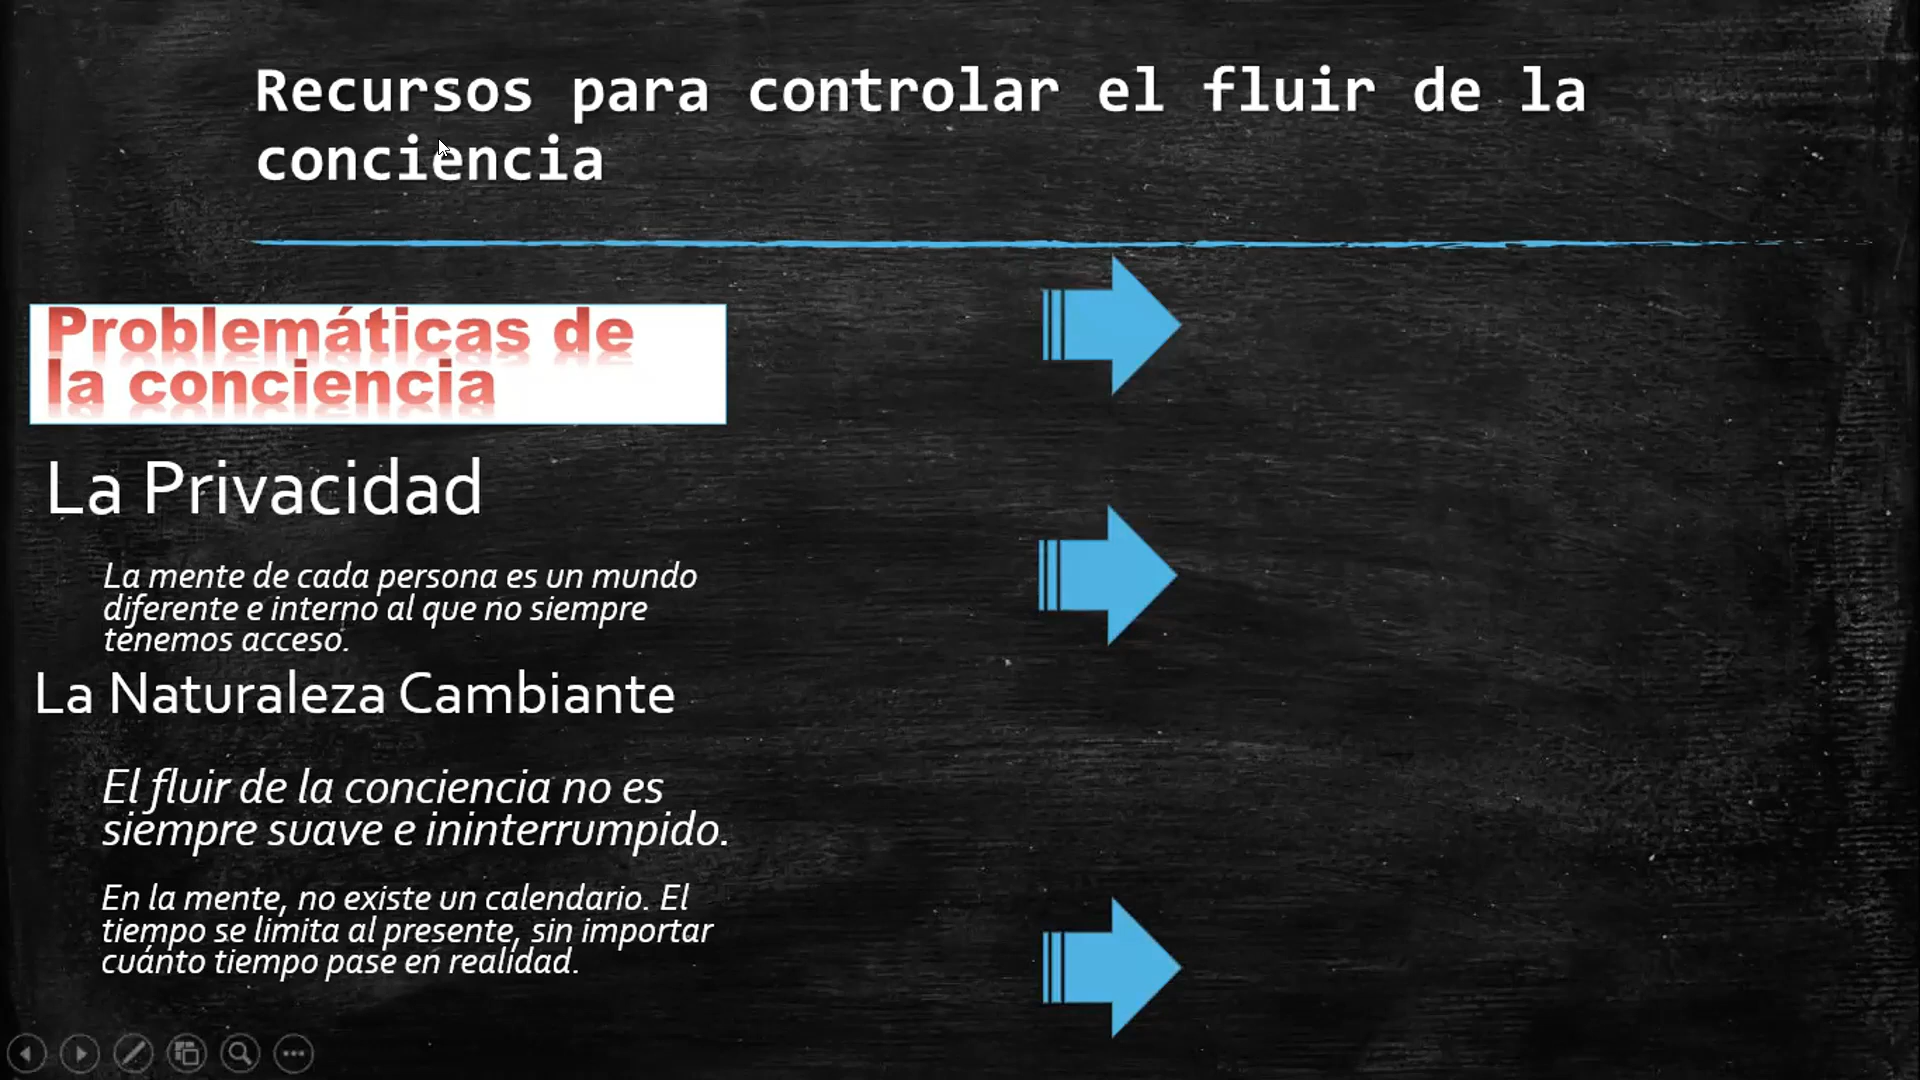 Recursos para controlar el fluir de la
conciencia
Problemáticas de
la conciencia
La Privacidad
La mente de cada persona es un mundo
diferente e interno al que no siempre
tenemos acceso.
La Naturaleza Cambiante
El fluir de la conciencia no es
siempre suave e ininterrumpido.
En la mente, no existe un calendario. El
tiempo se limita al presente, sin importar
cuánto tiempo pase en realidad.